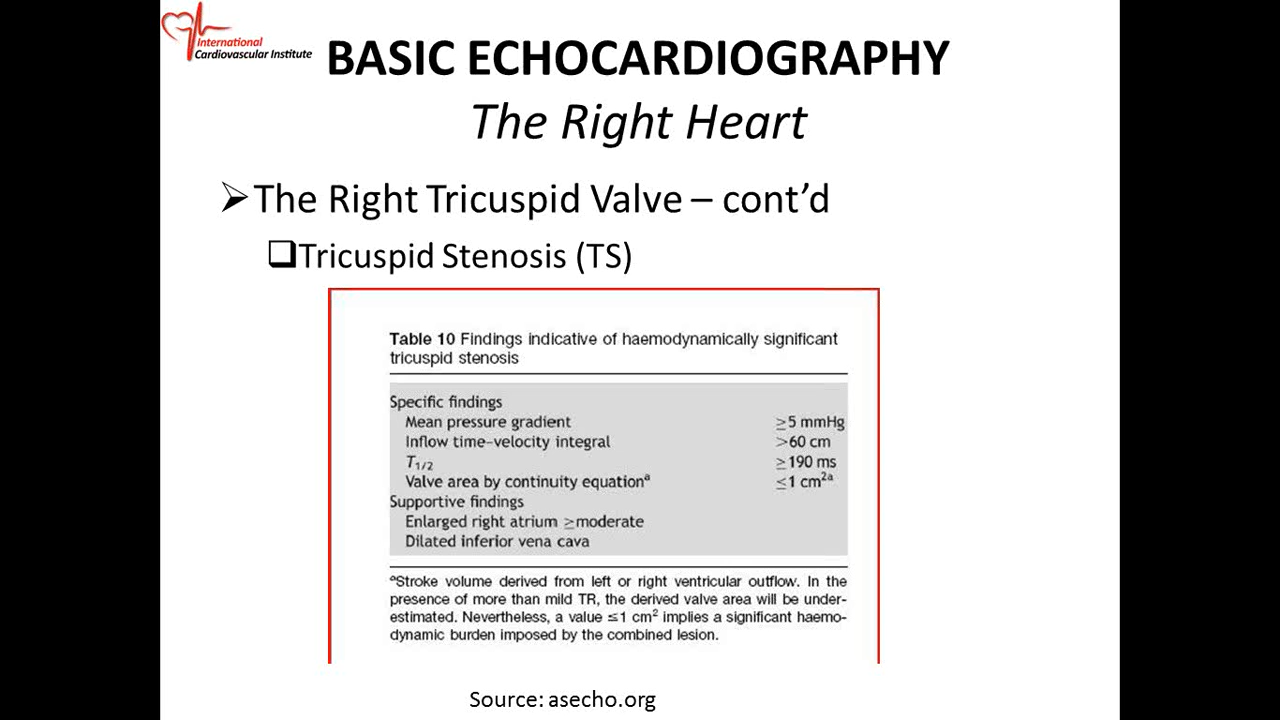 International
Cardiovascular Institute
BASIC ECHOCARDIOGRAPHY
The Right Heart
The Right Tricuspid Valve – cont’d
Tricuspid Stenosis (TS)
Table 10 Findings indicative of haemodynamically significant
tricuspid stenosis
Specific findings
Mean pressure gradient ≥5 mmHg
Inflow time–velocity integral >60 cm
T1/2 ≥190 ms
Valve area by continuity equationᵃ ≤1 cm²ᵃ
Supportive findings
Enlarged right atrium ≥moderate
Dilated inferior vena cava
ᵃStroke volume derived from left or right ventricular outflow. In the
presence of more than mild TR, the derived valve area will be under-
estimated. Nevertheless, a value ≤1 cm² implies a significant haemo-
dynamic burden imposed by the combined lesion.
Source: asecho.org